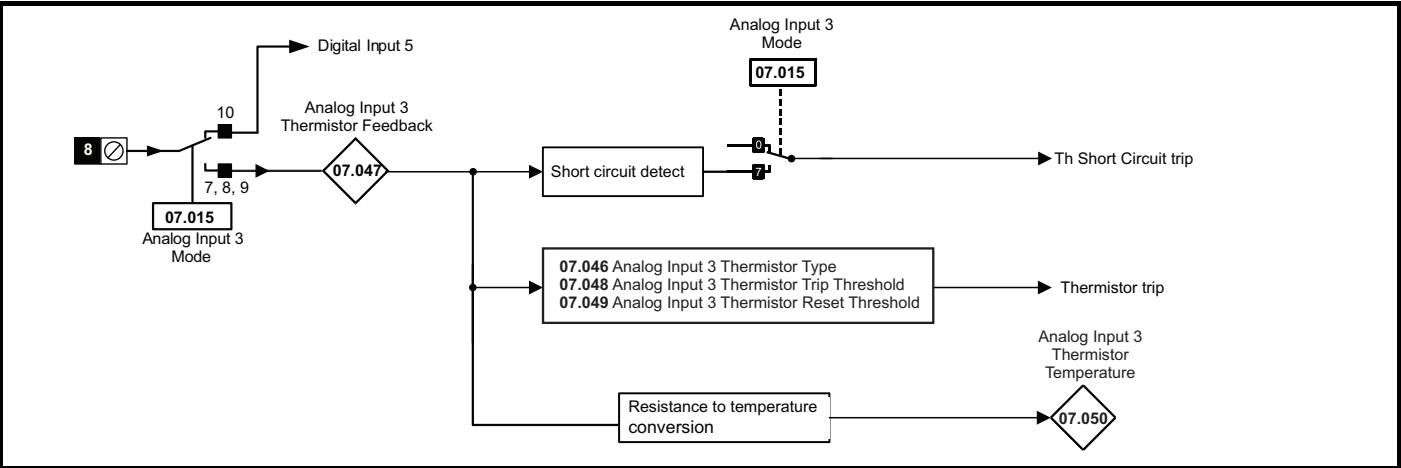 Digital Input 5
10
Analog Input 3
Thermistor Feedback
8
07.047
7, 8, 9
07.015
Analog Input 3
Mode
Analog Input 3
Mode
07.015
0
7
Short circuit detect
Th Short Circuit trip
07.046 Analog Input 3 Thermistor Type
07.048 Analog Input 3 Thermistor Trip Threshold
07.049 Analog Input 3 Thermistor Reset Threshold
Thermistor trip
Analog Input 3
Thermistor
Temperature
Resistance to temperature
conversion
07.050